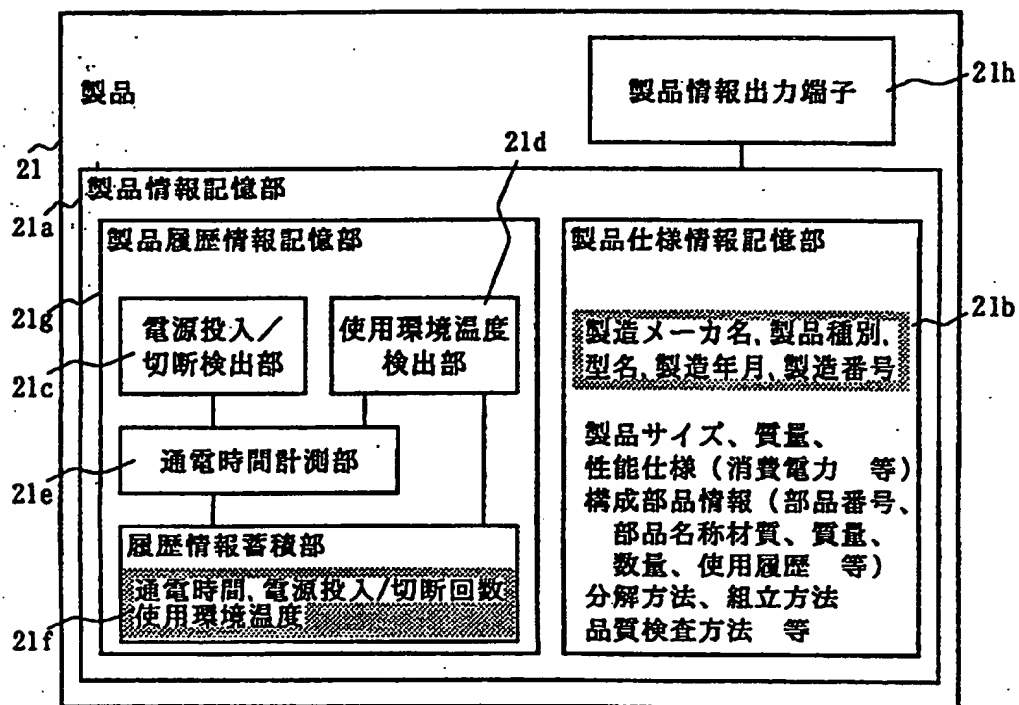 製品
製品情報出力端子
21h
21
21d
製品情報記憶部
21a
製品履歴情報記憶部
製品仕様情報記憶部
21g
電源投入／
切断検出部
21c
使用環境温度
検出部
21b
製造メーカ名、製品種別、
型名、製造年月、製造番号
通電時間計測部
21e
製品サイズ、質量、
性能仕様（消費電力　等）
構成部品情報（部品番号、
部品名称材質、質量、
数量、使用履歴　等）
分解方法、組立方法
品質検査方法　等
履歴情報蓄積部
通電時間、電源投入/切断回数
使用環境温度
21f